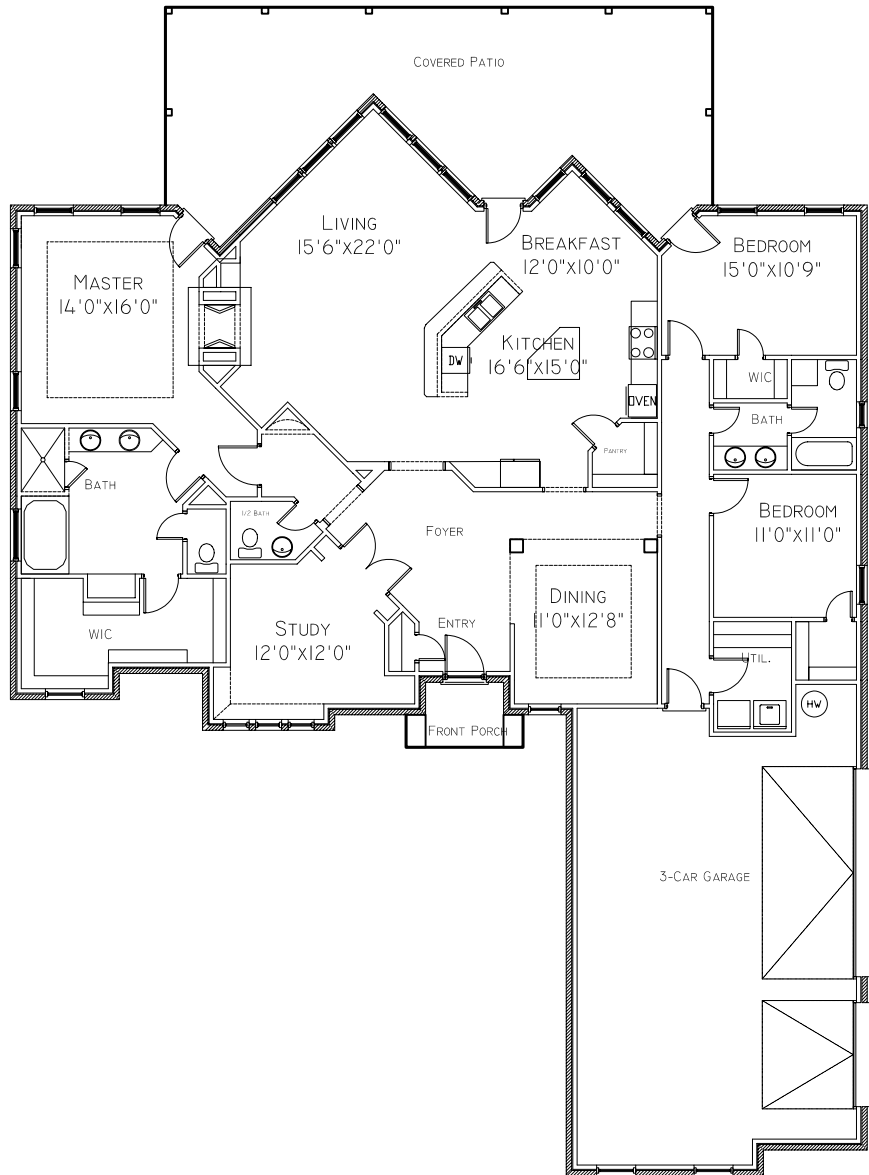 COVERED PATIO
LIVING
15'6"X22'0"
BREAKFAST
12'0"X10'0"
BEDROOM
15'0"X10'9"
MASTER
14'0"X16'0"
KITCHEN
16'6"X15'0"
DW
OVEN
WIC
BATH
PANTRY
BATH
1/2 BATH
FOYER
BEDROOM
11'0"X11'0"
DINING
11'0"X12'8"
ENTRY
STUDY
12'0"X12'0"
WIC
UTIL.
HW
FRONT PORCH
3-CAR GARAGE